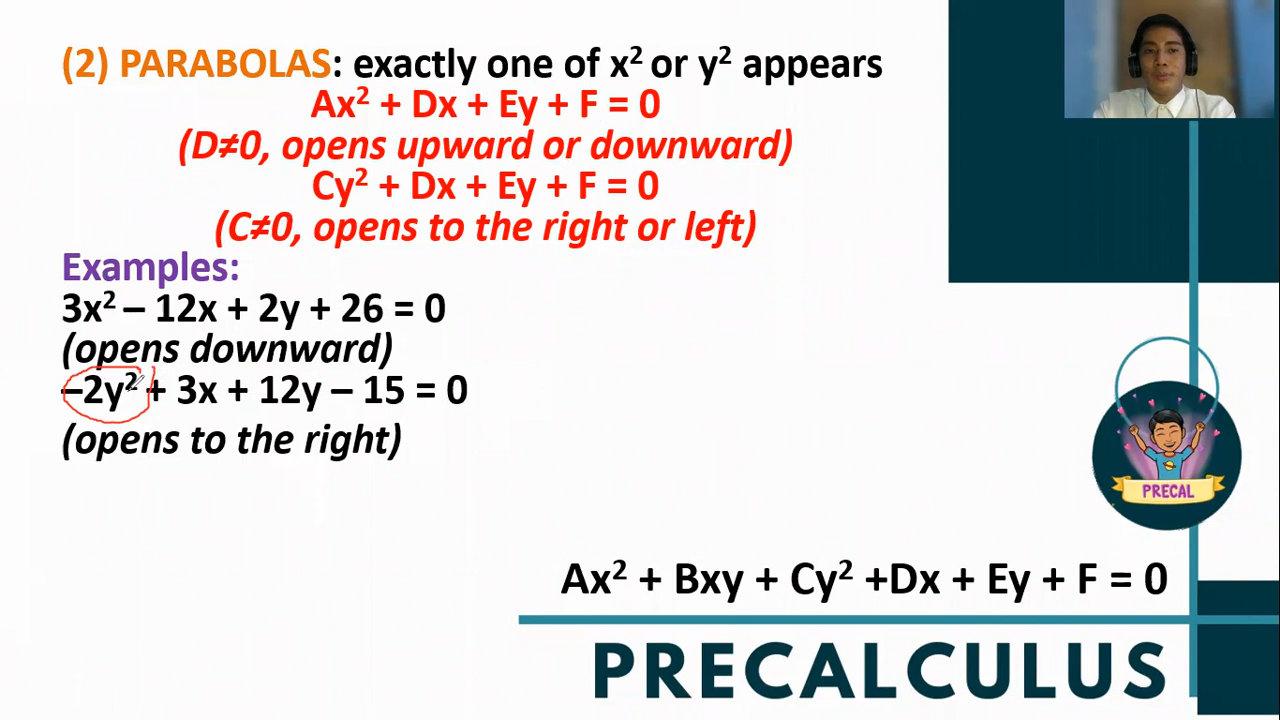 (2) PARABOLAS: exactly one of x² or y² appears
Ax² + Dx + Ey + F = 0
(D≠0, opens upward or downward)
Cy² + Dx + Ey + F = 0
(C≠0, opens to the right or left)
Examples:
3x² – 12x + 2y + 26 = 0
(opens downward)
–2y² + 3x + 12y – 15 = 0
(opens to the right)
PRECAL
Ax² + Bxy + Cy² +Dx + Ey + F = 0
PRECALCULUS